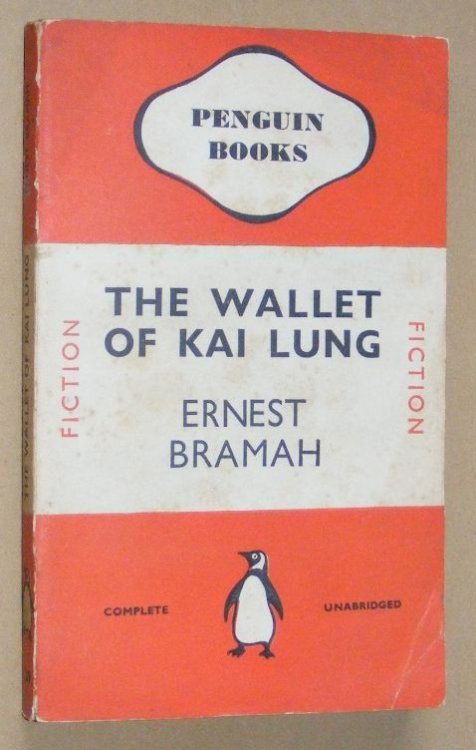 PENGUIN
BOOKS
THE WALLET
OF KAI LUNG
FICTION
FICTION
ERNEST
BRAMAH
COMPLETE
UNABRIDGED
THE WALLET OF KAI LUNG